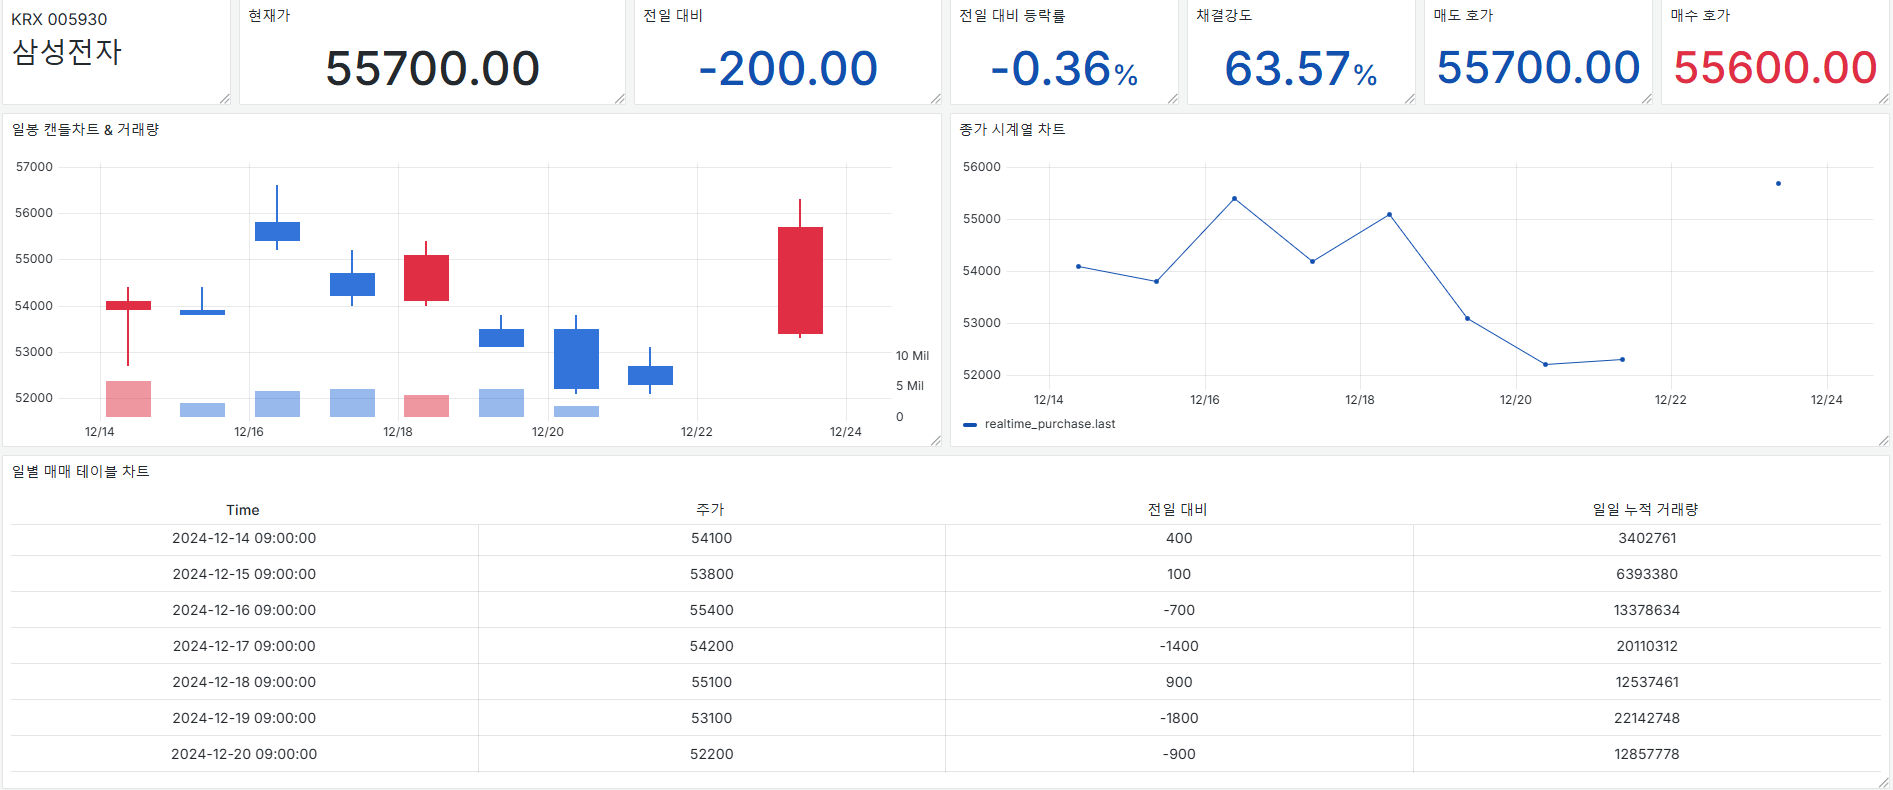 KRX 005930
삼성전자
현재가
55700.00
전일 대비
-200.00
전일 대비 등락률
-0.36%
체결강도
63.57%
매도 호가
55700.00
매수 호가
55600.00
일봉 캔들차트 & 거래량
57000
56000
55000
54000
53000
52000
10 Mil
5 Mil
0
12/14 12/16 12/18 12/20 12/22 12/24
종가 시계열 차트
56000
55000
54000
53000
52000
12/14 12/16 12/18 12/20 12/22 12/24
realtime_purchase.last
일별 매매 테이블 차트
Time 주가 전일 대비 일일 누적 거래량
2024-12-14 09:00:00 54100 400 3402761
2024-12-15 09:00:00 53800 100 6393380
2024-12-16 09:00:00 55400 -700 13378634
2024-12-17 09:00:00 54200 -1400 20110312
2024-12-18 09:00:00 55100 900 12537461
2024-12-19 09:00:00 53100 -1800 22142748
2024-12-20 09:00:00 52200 -900 12857778